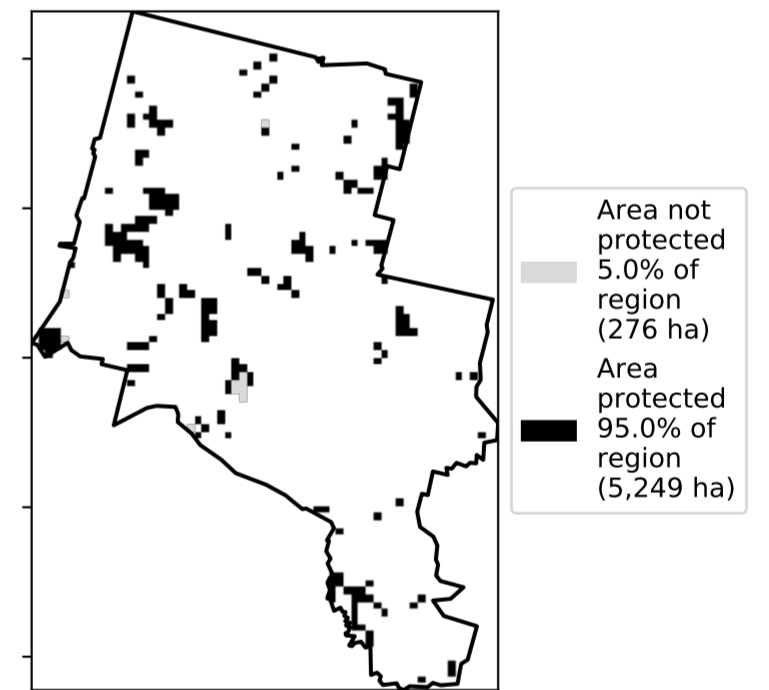 Area not
protected
5.0% of
region
(276 ha)
Area
protected
95.0% of
region
(5,249 ha)